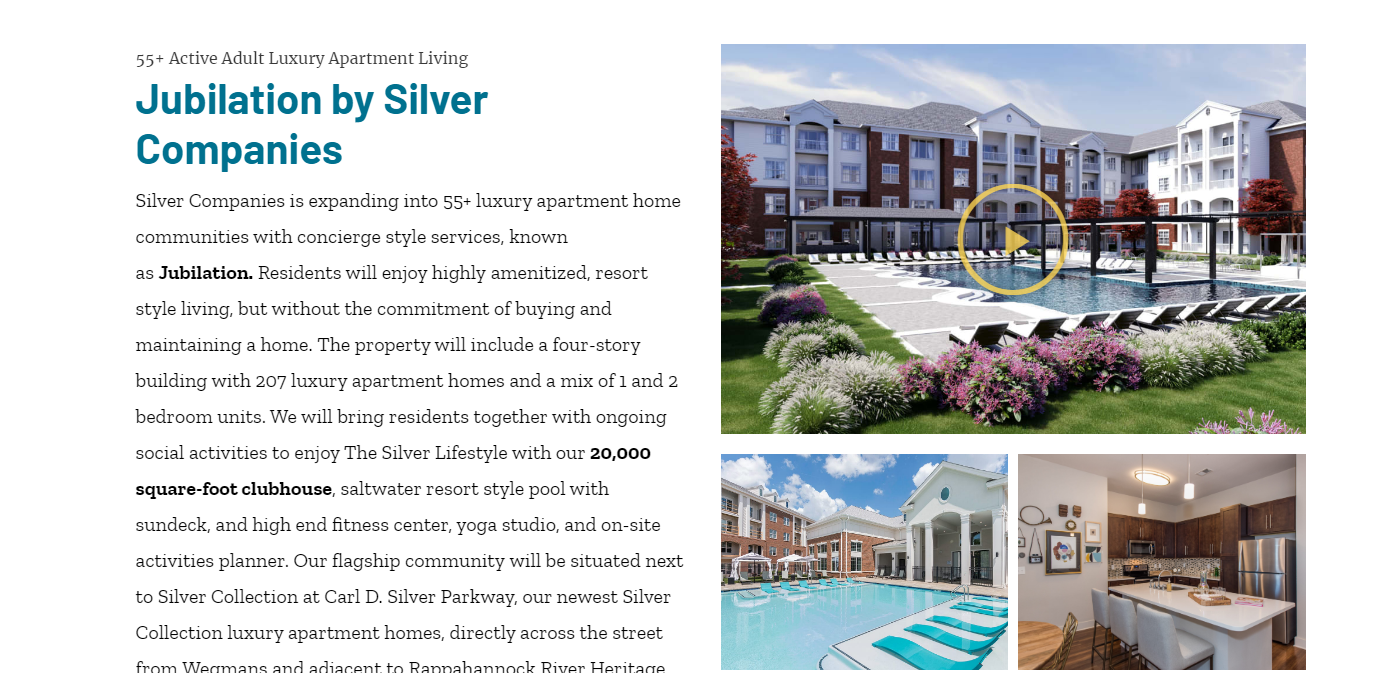 55+ Active Adult Luxury Apartment Living
Jubilation by Silver
Companies
Silver Companies is expanding into 55+ luxury apartment home
communities with concierge style services, known
as Jubilation. Residents will enjoy highly amenitized, resort
style living, but without the commitment of buying and
maintaining a home. The property will include a four-story
building with 207 luxury apartment homes and a mix of 1 and 2
bedroom units. We will bring residents together with ongoing
social activities to enjoy The Silver Lifestyle with our 20,000
square-foot clubhouse, saltwater resort style pool with
sundeck, and high end fitness center, yoga studio, and on-site
activities planner. Our flagship community will be situated next
to Silver Collection at Carl D. Silver Parkway, our newest Silver
Collection luxury apartment homes, directly across the street
from Wegmans and adjacent to Rappahannock River Heritage